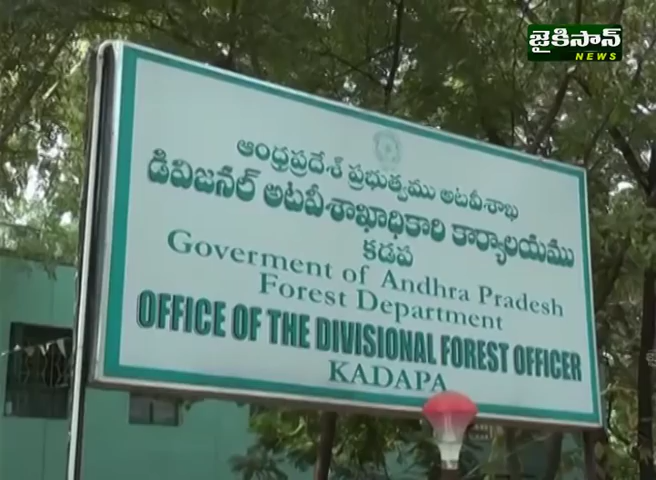 జైకిసాన్
NEWS
ఆంధ్రప్రదేశ్ ప్రభుత్వము అటవీశాఖ
డివిజనల్ అటవీశాఖాధికారి కార్యాలయము
కడప
Goverment of Andhra Pradesh
Forest Department
OFFICE OF THE DIVISIONAL FOREST OFFICER
KADAPA